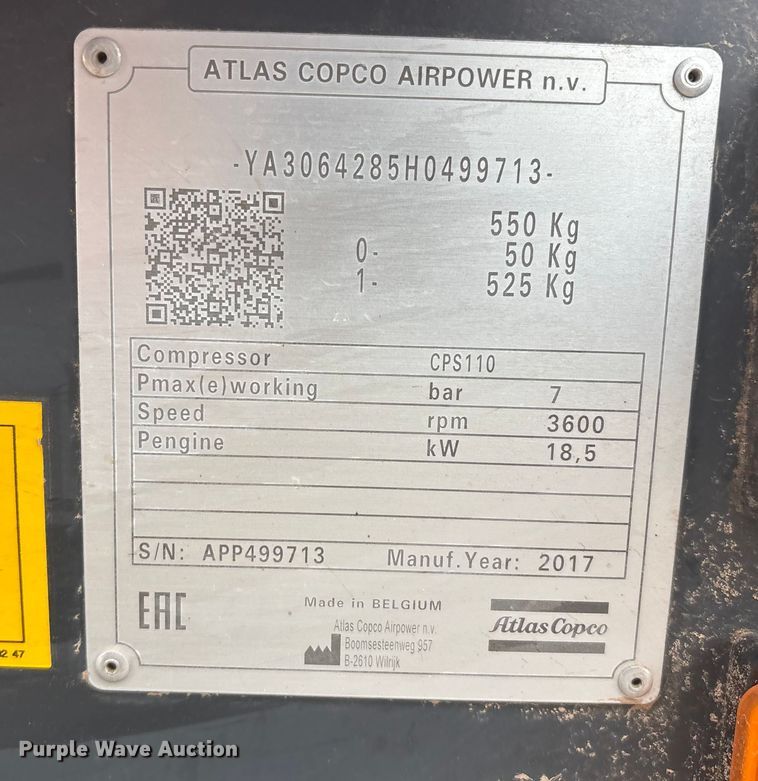 ATLAS COPCO AIRPOWER n.v.
-YA3064285H0499713-
550 Kg
0- 50 Kg
1- 525 Kg
Compressor CPS110
Pmax(e)working bar 7
Speed rpm 3600
Pengine kW 18,5
S/N: APP499713 Manuf.Year: 2017
EAC
Made in BELGIUM
Atlas Copco Airpower n.v.
Boomsesteenweg 957
B-2610 Wilrijk
Atlas Copco
47
Purple Wave Auction